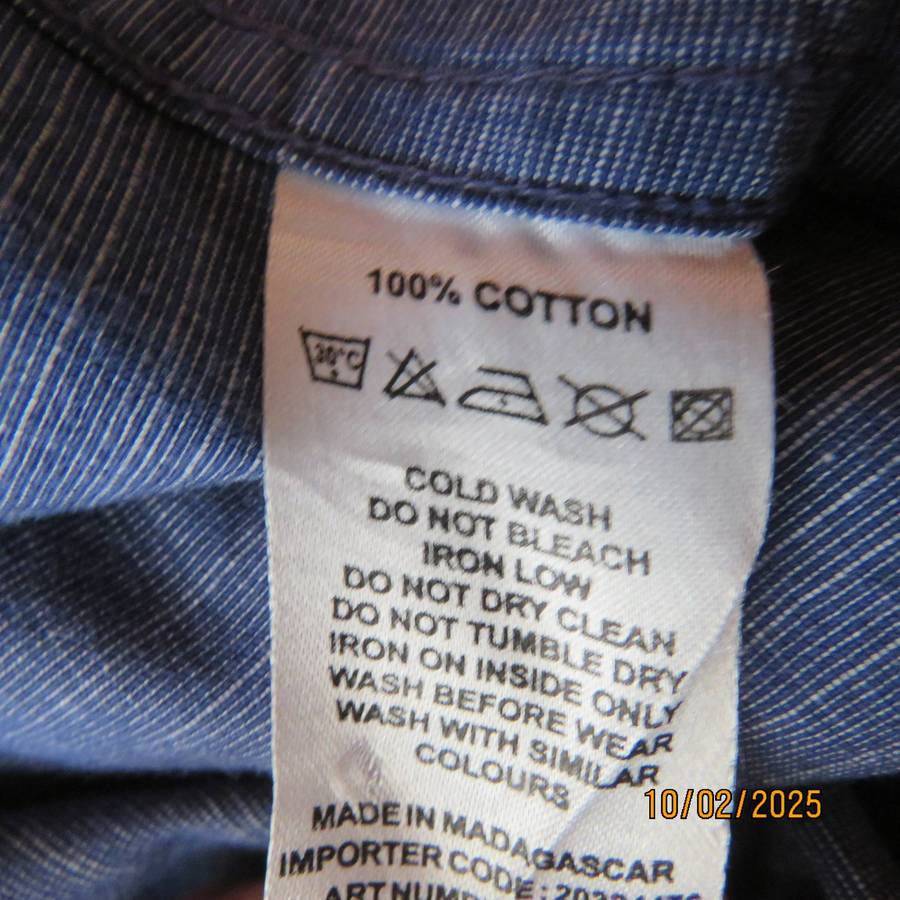 100% COTTON
30°C
COLD WASH
DO NOT BLEACH
IRON LOW
DO NOT DRY CLEAN
DO NOT TUMBLE DRY
IRON ON INSIDE ONLY
WASH BEFORE WEAR
WASH WITH SIMILAR
COLOURS
MADE IN MADAGASCAR
IMPORTER CODE:
10/02/2025